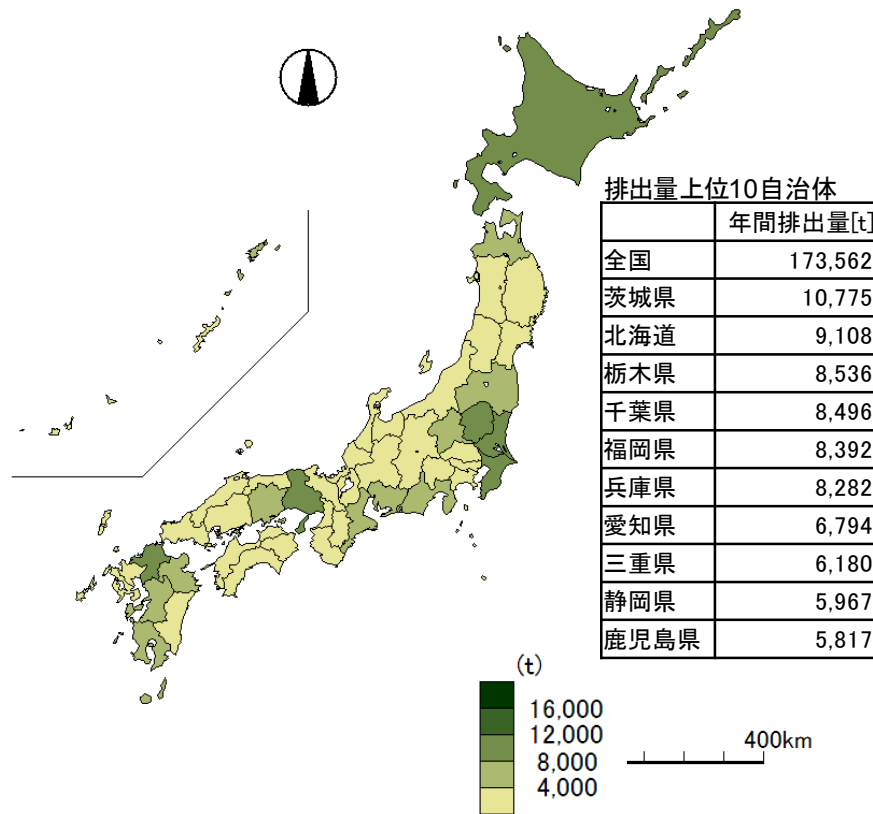 排出量上位10自治体
年間排出量[t]
全国 173,562
茨城県 10,775
北海道 9,108
栃木県 8,536
千葉県 8,496
福岡県 8,392
兵庫県 8,282
愛知県 6,794
三重県 6,180
静岡県 5,967
鹿児島県 5,817
(t)
16,000
12,000
8,000
4,000
400km